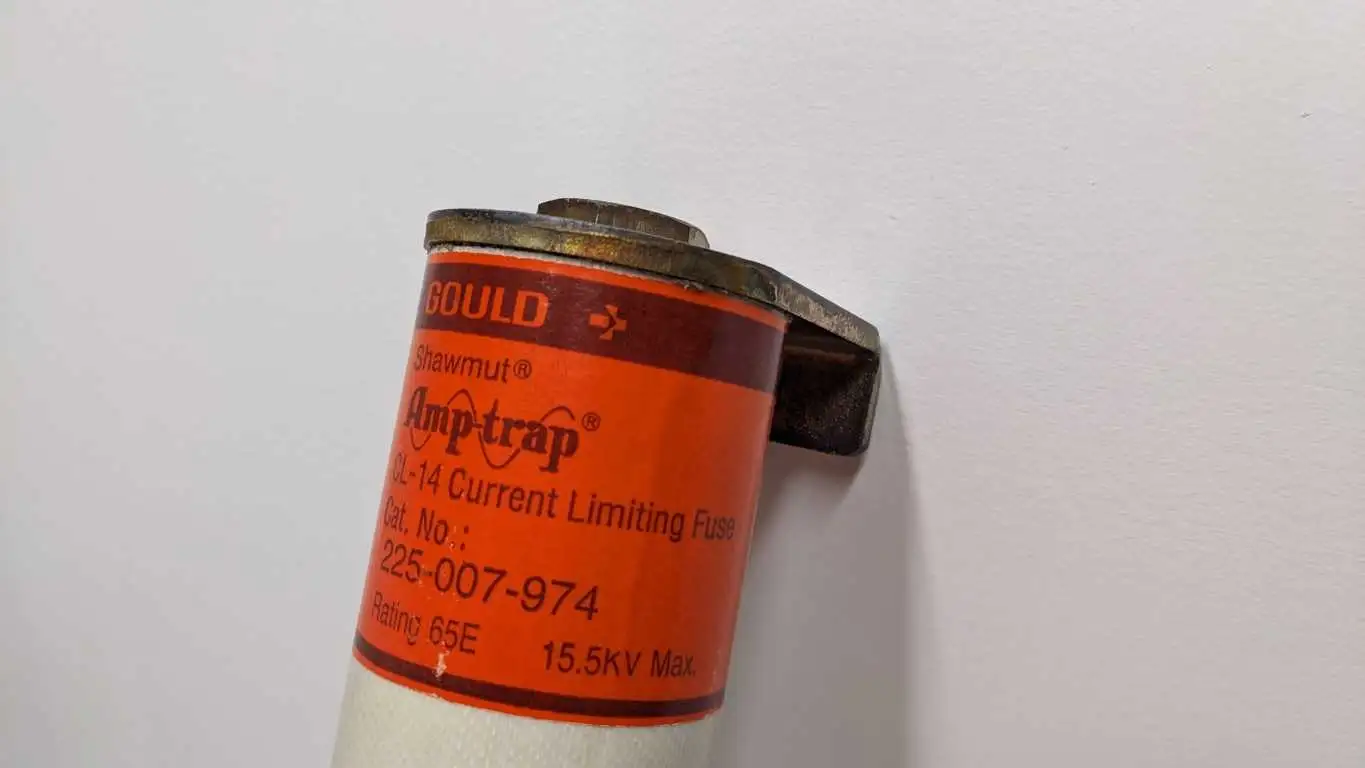 GOULD
Shawmut®
Amp-trap®
CL-14 Current Limiting Fuse
Cat. No.:
225-007-974
Rating 65E 15.5KV Max.